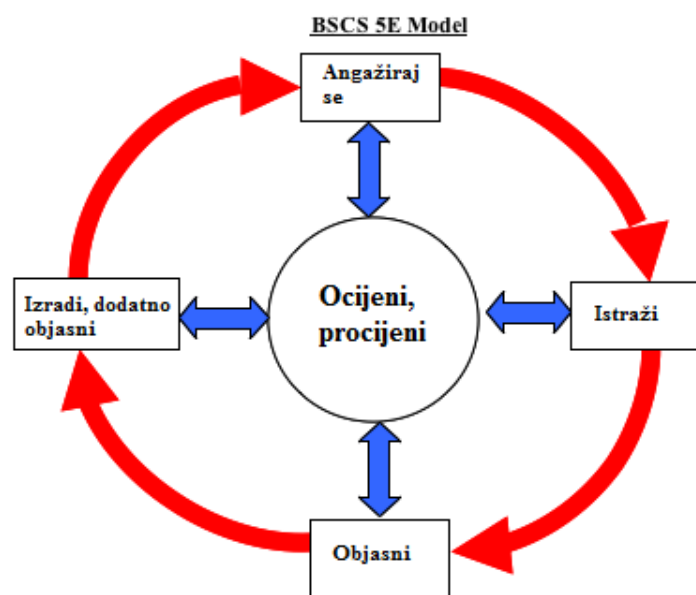 BSCS 5E Model
Angažiraj
se
Izradi, dodatno
objasni
Ocijeni,
procijeni
Istraži
Objasni